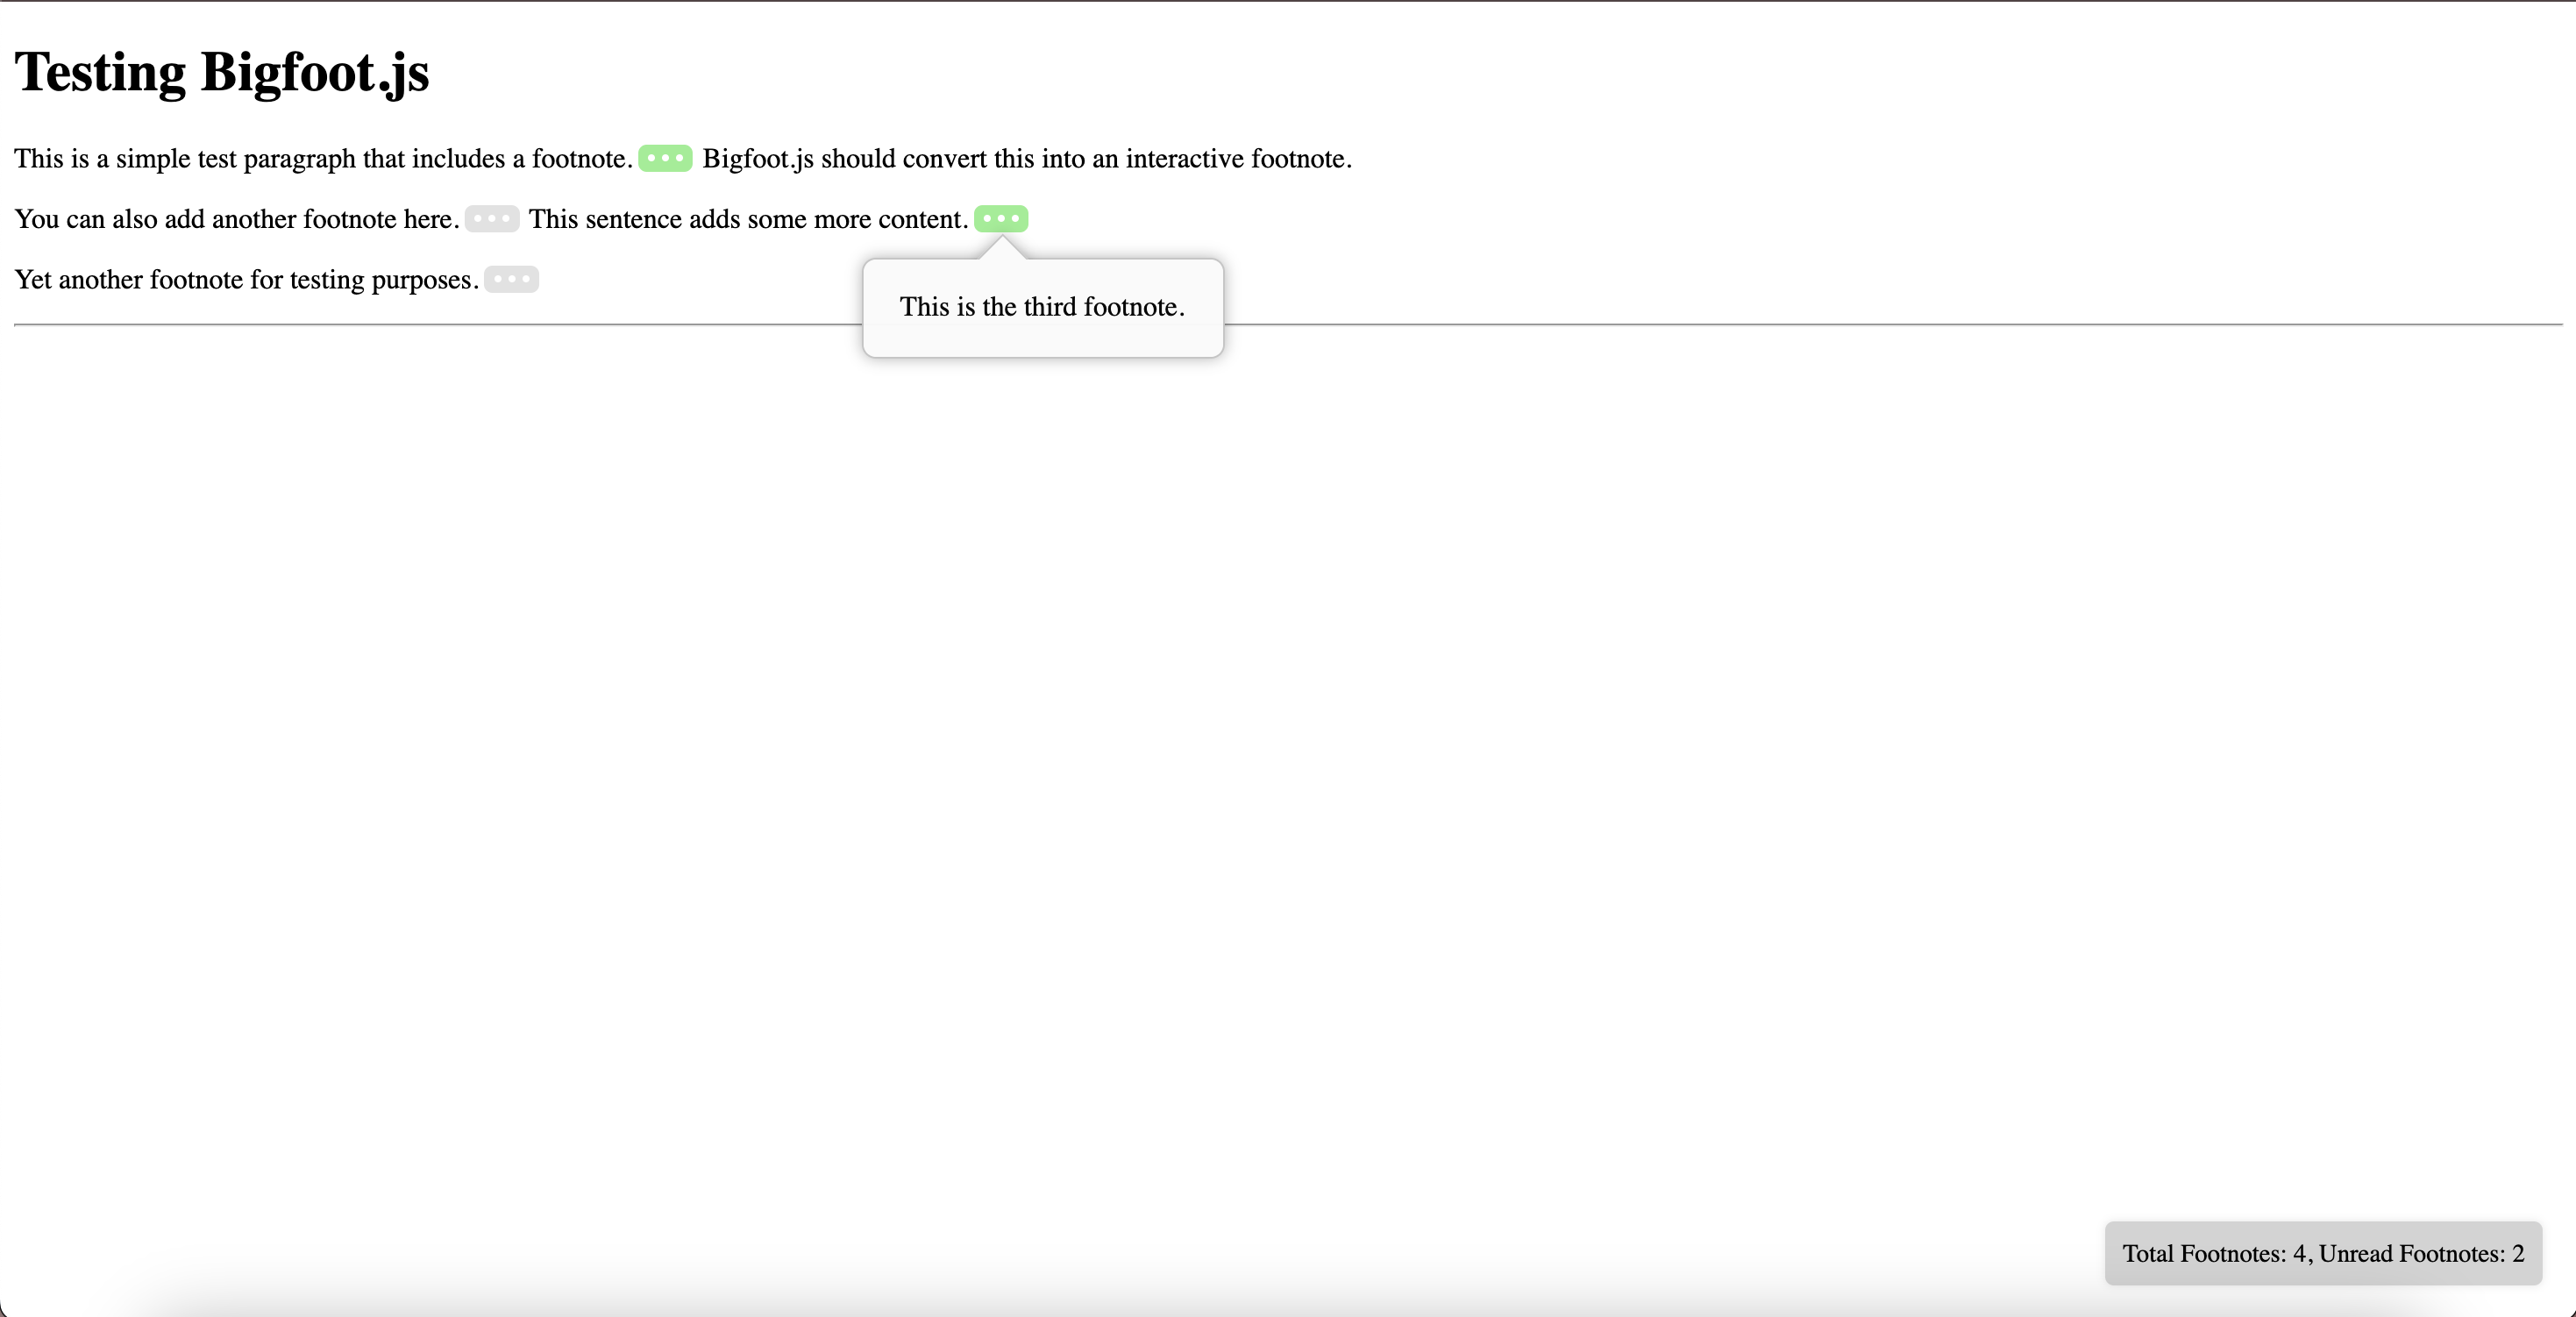 Testing Bigfoot.js
This is a simple test paragraph that includes a footnote. Bigfoot.js should convert this into an interactive footnote.
You can also add another footnote here. This sentence adds some more content.
Yet another footnote for testing purposes.
This is the third footnote.
Total Footnotes: 4, Unread Footnotes: 2